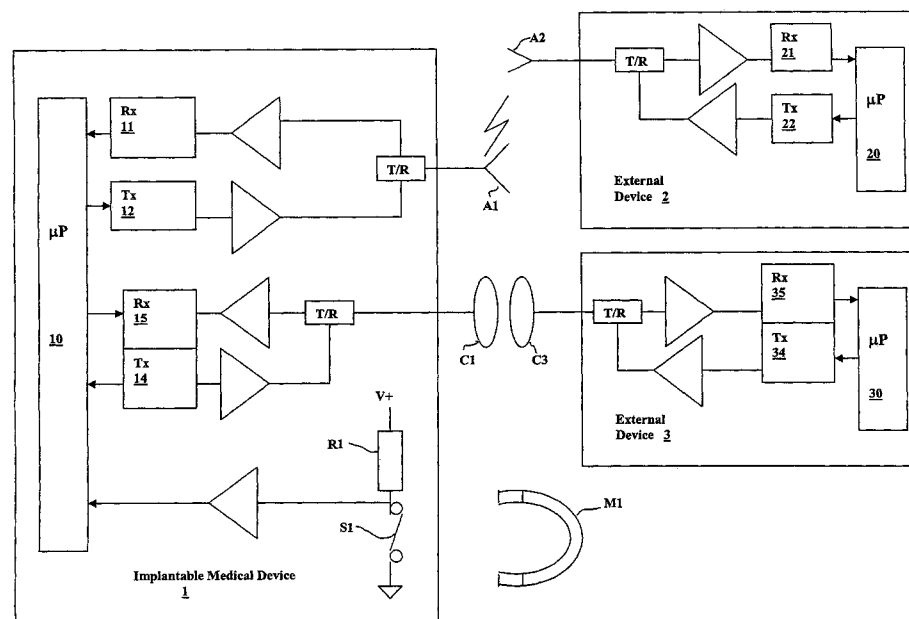 A2
T/R
Rx
21
Tx
22
µP
20
External
Device 2
Rx
11
Tx
12
T/R
A1
µP
10
Rx
15
Tx
14
T/R
C1
C3
T/R
Rx
35
Tx
34
µP
30
External
Device 3
V+
R1
S1
M1
Implantable Medical Device
1